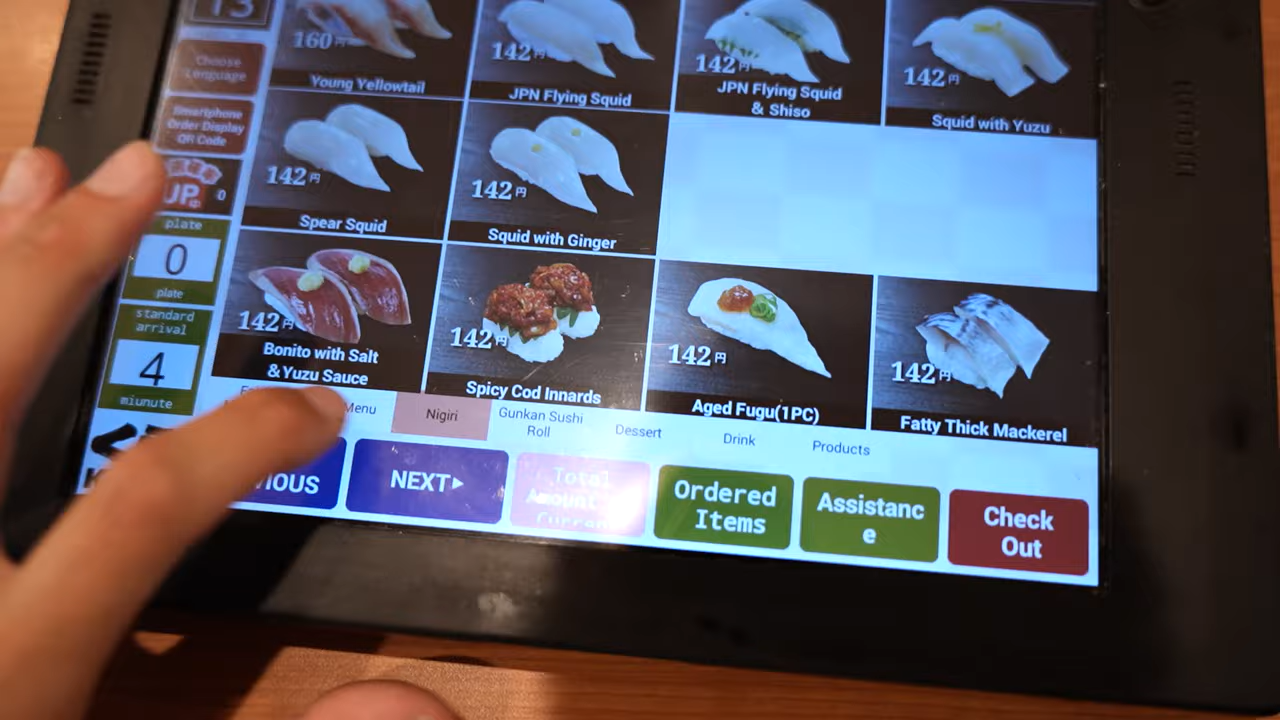 13
Choose
Language
Smartphone
Order Display
QR Code
UP
0
plate
0
plate
standard
arrival
4
miunute
160円
Young Yellowtail
142円
JPN Flying Squid
142円
JPN Flying Squid
& Shiso
142円
Squid with Yuzu
142円
Spear Squid
142円
Squid with Ginger
142円
Bonito with Salt
&Yuzu Sauce
142円
Spicy Cod Innards
142円
Aged Fugu(1PC)
142円
Fatty Thick Mackerel
Menu
Nigiri
Gunkan Sushi
Roll
Dessert
Drink
Products
IOUS
NEXT▶
Total
Amount
Curren
Ordered
Items
Assistanc
e
Check
Out